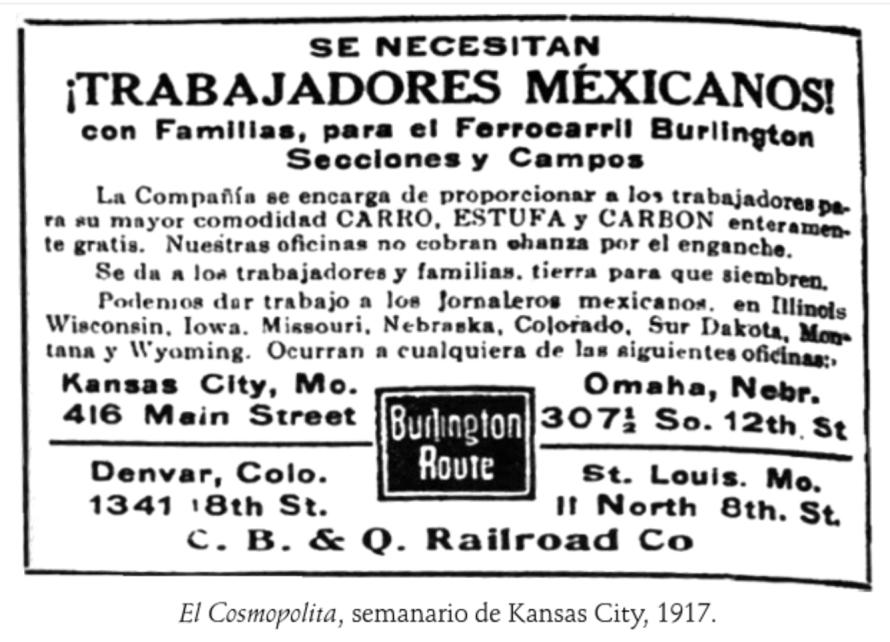 SE NECESITAN
¡TRABAJADORES MÉXICANOS!
con Familias, para el Ferrocarril Burlington
Secciones y Campos
La Compañía se encarga de proporcionar a los trabajadores pa-
ra su mayor comodidad CARRO, ESTUFA y CARBON enteramen-
te gratis. Nuestras oficinas no cobran chanza por el enganche.
Se da a los trabajadores y familias, tierra para que siembren.
Podemos dar trabajo a los Jornaleros mexicanos, en Illinois
Wisconsin, Iowa, Missouri, Nebraska, Colorado, Sur Dakota, Mon-
tana y Wyoming. Ocurran a cualquiera de las siguientes oficinas:
Kansas City, Mo.
416 Main Street
Omaha, Nebr.
307½ So. 12th. St
Burlington
Route
Denvar, Colo.
1341 18th St.
St. Louis. Mo.
11 North 8th. St.
C. B. & Q. Railroad Co
El Cosmopolita, semanario de Kansas City, 1917.